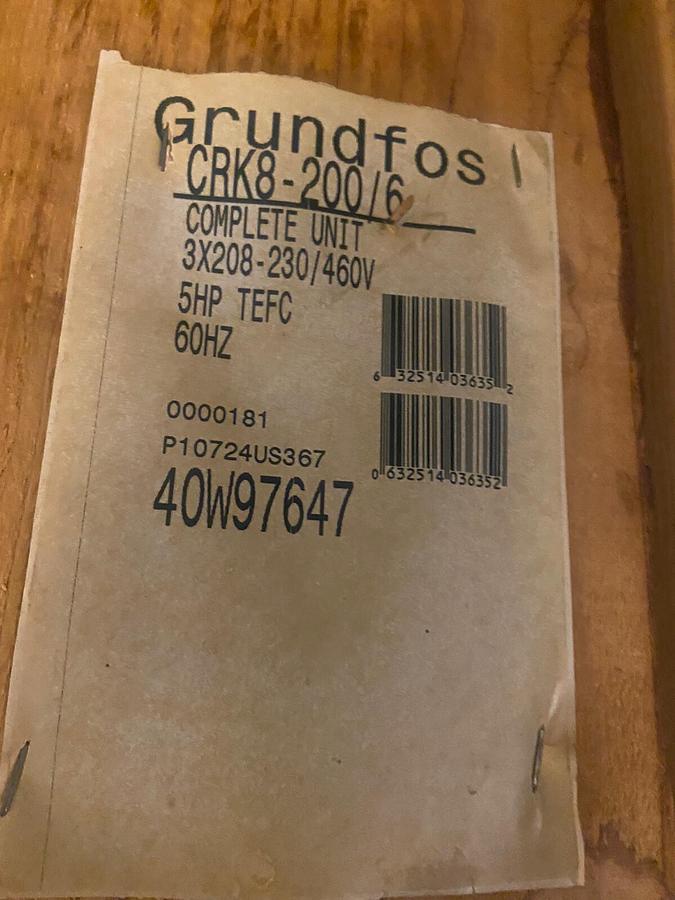 Grundfos
CRK8-200/6
COMPLETE UNIT
3X208-230/460V
5HP TEFC
60HZ
6 32514 03635 2
0000181
P10724US367
0 632514 036352
40W97647